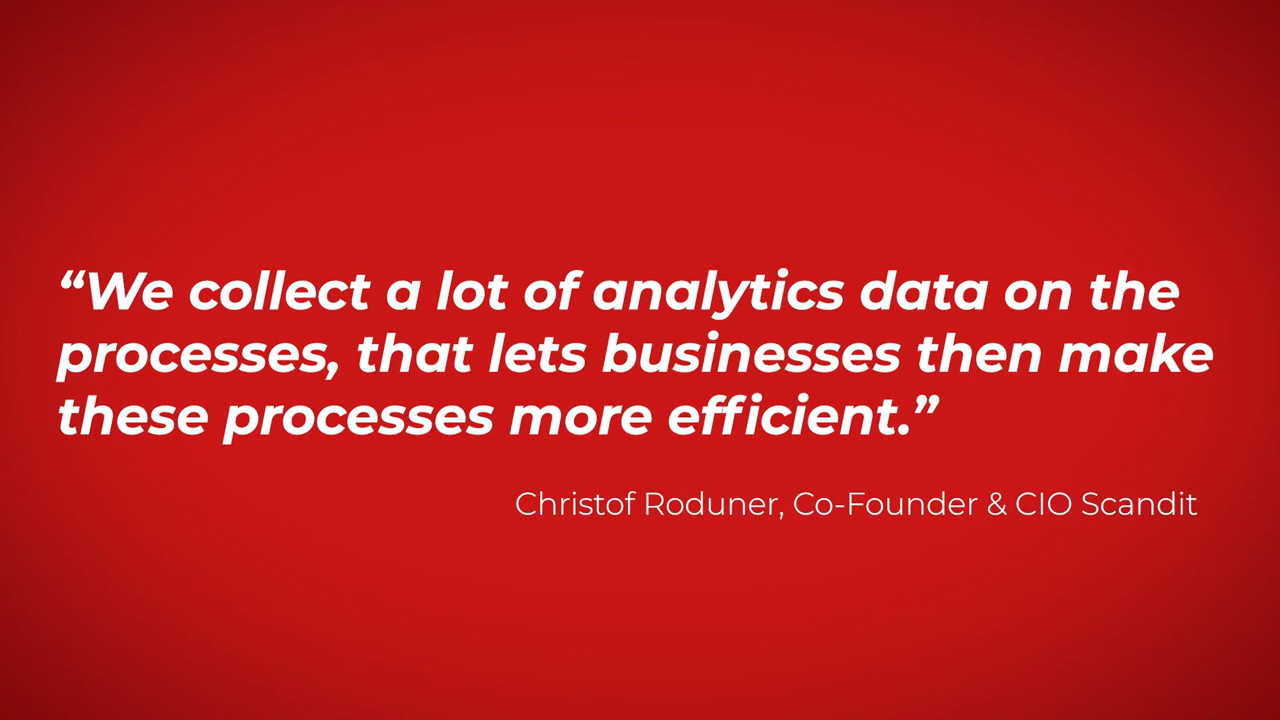 “We collect a lot of analytics data on the
processes, that lets businesses then make
these processes more efficient.”
Christof Roduner, Co-Founder & CIO Scandit